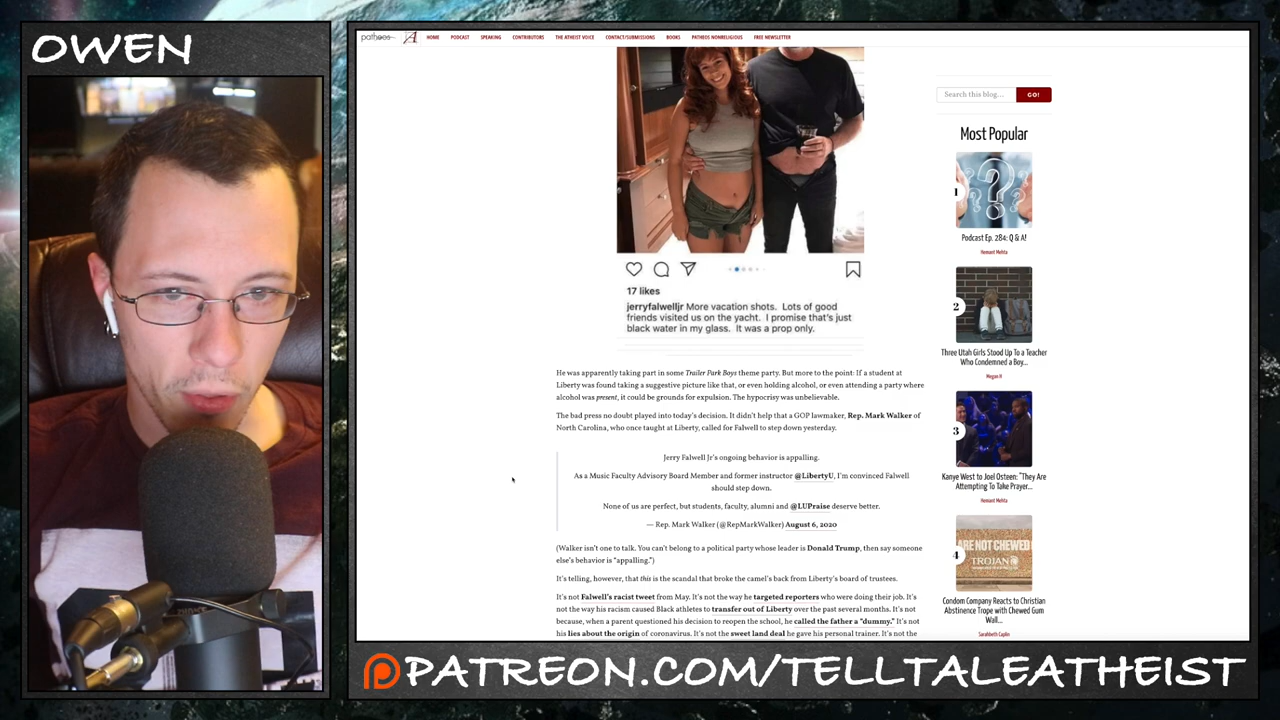 OWEN
patheos
HOME PODCAST SPEAKING CONTRIBUTORS THE ATHEIST VOICE CONTACT/SUBMISSIONS BOOKS PATHEOS NONRELIGIOUS FREE NEWSLETTER
17 likes
jerryfalwelljr More vacation shots. Lots of good
friends visited us on the yacht. I promise that's just
black water in my glass. It was a prop only.
He was apparently taking part in some Trailer Park Boys theme party. But more to the point: If a student at
Liberty was found taking a suggestive picture like that, or even holding alcohol, or even attending a party where
alcohol was present, it could be grounds for expulsion. The hypocrisy was unbelievable.
The bad press no doubt played into today's decision. It didn't help that a GOP lawmaker, Rep. Mark Walker of
North Carolina, who once taught at Liberty, called for Falwell to step down yesterday.
Jerry Falwell Jr's ongoing behavior is appalling.
As a Music Faculty Advisory Board Member and former instructor @LibertyU, I'm convinced Falwell
should step down.
None of us are perfect, but students, faculty, alumni and @LUPraise deserve better.
— Rep. Mark Walker (@RepMarkWalker) August 6, 2020
(Walker isn't one to talk. You can't belong to a political party whose leader is Donald Trump, then say someone
else's behavior is "appalling.")
It's telling, however, that this is the scandal that broke the camel's back from Liberty's board of trustees.
It's not Falwell's racist tweet from May. It's not the way he targeted reporters who were doing their job. It's
not the way his racism caused Black athletes to transfer out of Liberty over the past several months. It's not
because, when a parent questioned his decision to reopen the school, he called the father a "dummy." It's not
his lies about the origin of coronavirus. It's not the sweet land deal he gave his personal trainer. It's not the
Search this blog... GO!
Most Popular
1
Podcast Ep. 284: Q & A!
Hemant Mehta
2
Three Utah Girls Stood Up To a Teacher
Who Condemned a Boy...
Megan H
3
Kanye West to Joel Osteen: "They Are
Attempting To Take Prayer...
Hemant Mehta
ARE NOT CHEWED
TROJAN
4
Condom Company Reacts to Christian
Abstinence Trope with Chewed Gum
Wall...
Sarahbeth Caplin
PATREON.COM/TELLTALEATHEIST